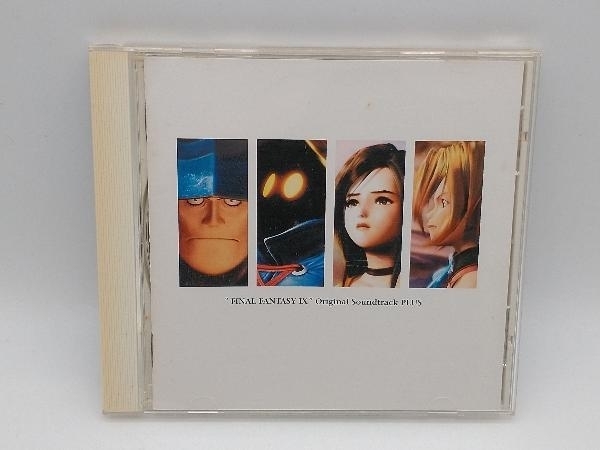 "FINAL FANTASY IX" Original Soundtrack PLUS